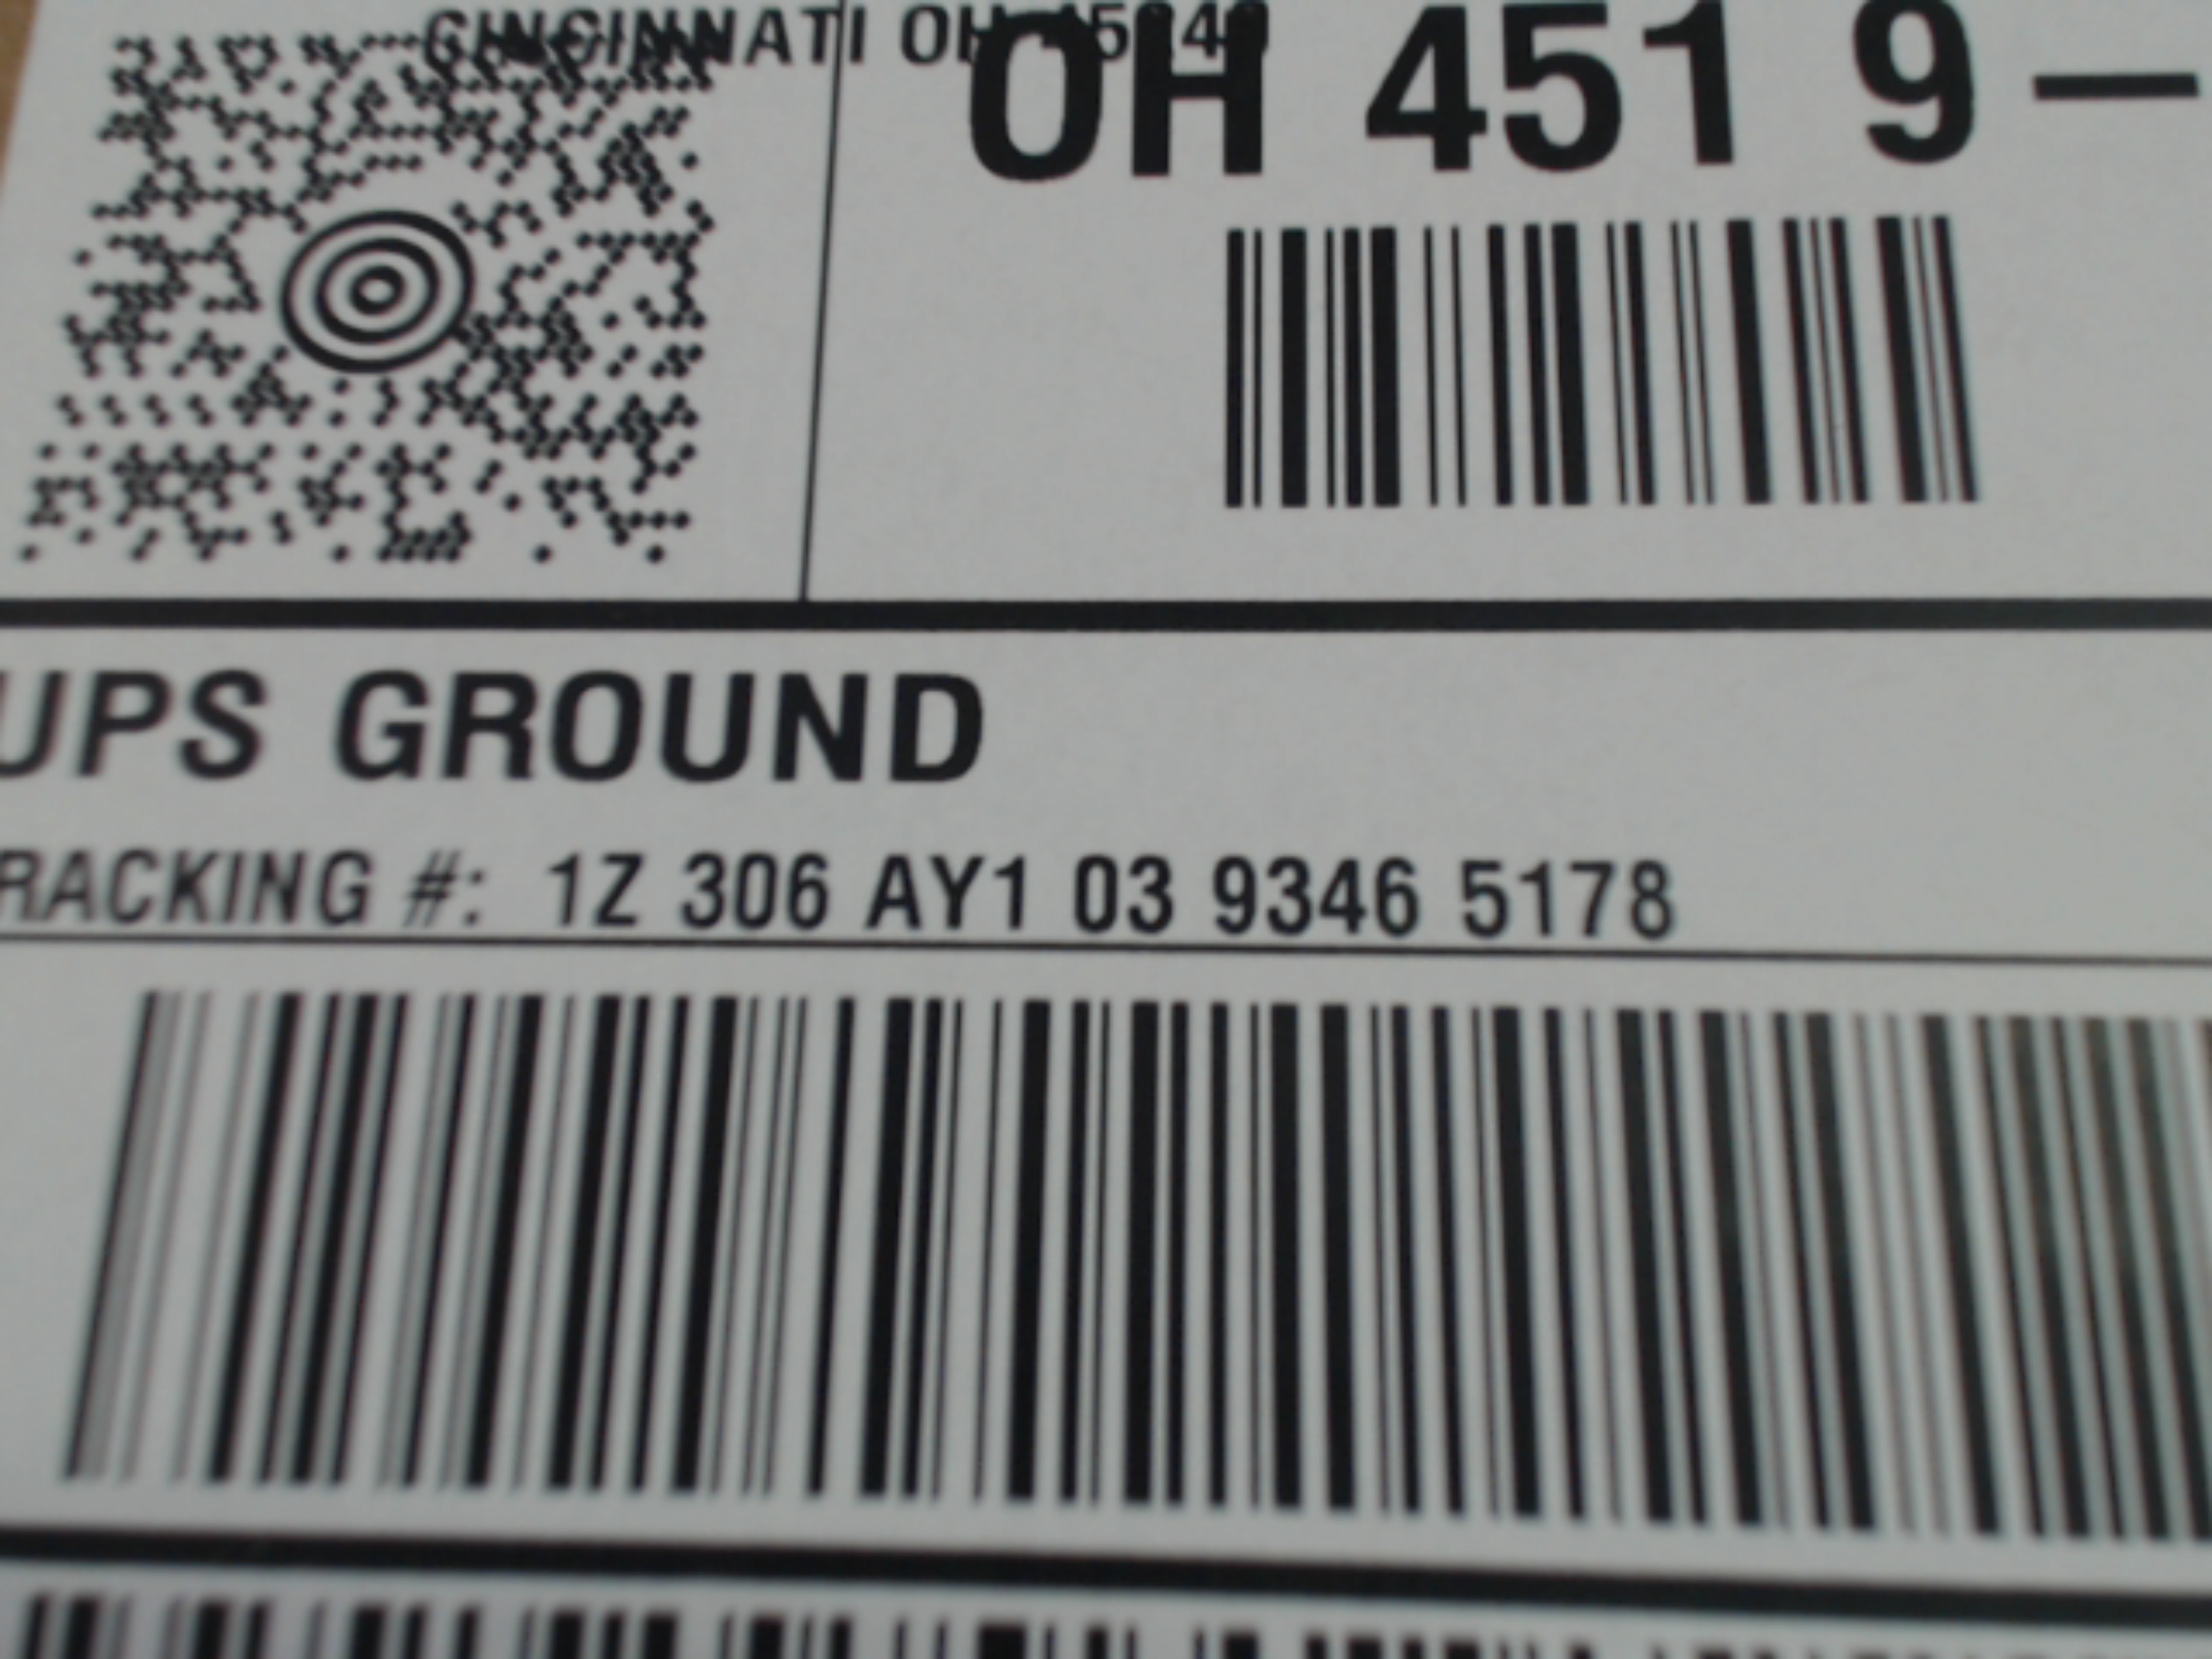 CINCINNATI OH
OH 451 9 —
UPS GROUND
RACKING #: 1Z 306 AY1 03 9346 5178